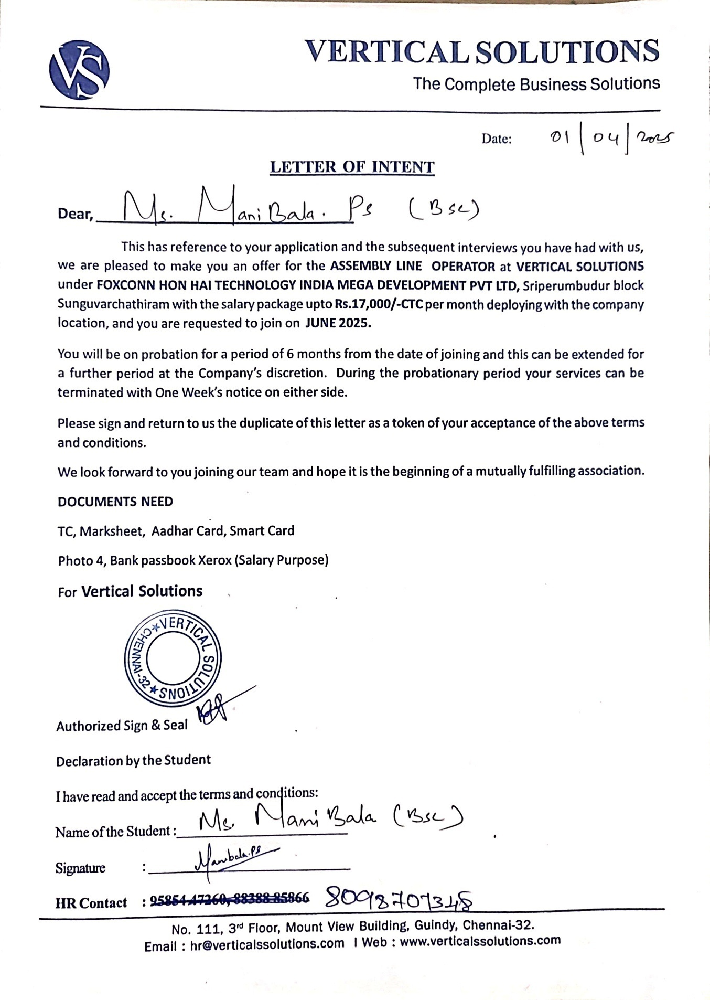 VS
VERTICAL SOLUTIONS
The Complete Business Solutions
Date: 01/04/2025
LETTER OF INTENT
Dear, Ms. ManiBala. Ps (Bsc)
This has reference to your application and the subsequent interviews you have had with us,
we are pleased to make you an offer for the ASSEMBLY LINE OPERATOR at VERTICAL SOLUTIONS
under FOXCONN HON HAI TECHNOLOGY INDIA MEGA DEVELOPMENT PVT LTD, Sriperumbudur block
Sunguvarchathiram with the salary package upto Rs.17,000/-CTC per month deploying with the company
location, and you are requested to join on JUNE 2025.
You will be on probation for a period of 6 months from the date of joining and this can be extended for
a further period at the Company's discretion. During the probationary period your services can be
terminated with One Week's notice on either side.
Please sign and return to us the duplicate of this letter as a token of your acceptance of the above terms
and conditions.
We look forward to you joining our team and hope it is the beginning of a mutually fulfilling association.
DOCUMENTS NEED
TC, Marksheet, Aadhar Card, Smart Card
Photo 4, Bank passbook Xerox (Salary Purpose)
For Vertical Solutions
★VERTICAL SOLUTIONS★CHENNAI-32
Authorized Sign & Seal
Declaration by the Student
I have read and accept the terms and conditions:
Name of the Student : Ms. ManiBala (Bsc)
Signature : Manibala.Ps
HR Contact : 95854 47260, 88388 85866 8098707348
No. 111, 3rd Floor, Mount View Building, Guindy, Chennai-32.
Email : hr@verticalssolutions.com I Web : www.verticalssolutions.com